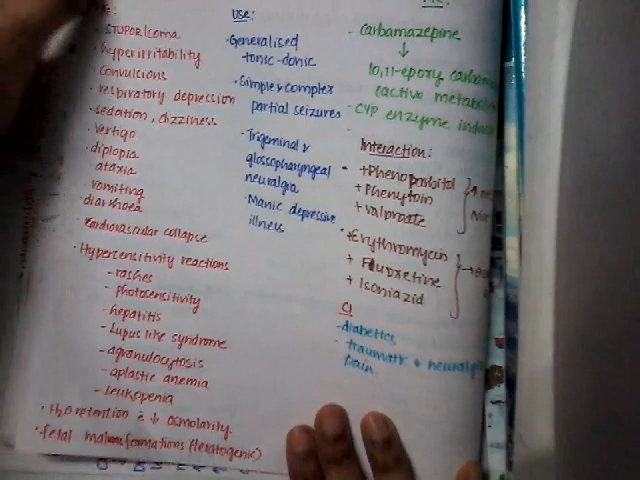 STUPOR/coma
hyperirritability
convulsions
respiratory depression
sedation, dizziness
vertigo
diplopia
ataxia
vomiting
diarrhoea
cardiovascular collapse
Hypersensitivity reactions
- rashes
- photosensitivity
- hepatitis
- Lupus like syndrome
- agranulocytosis
- aplastic anemia
- leukopenia
H2O retention c̄ ↓ osmolarity.
fetal malformations (teratogenic)
USE:
Generalised
tonic-clonic
Simple & complex
partial seizures
Trigeminal &
glossopharyngeal
neuralgia
Manic depressive
illness
- carbamazepine
↓
10,11-epoxy
(active
- CYP enzyme
Interaction:
+ Phenobarbital
+ Phenytoin
+ valproate
+ Erythromycin
+ Fluoxetine
+ Isoniazid
CI
- diabetics
- traumatic + 
pain